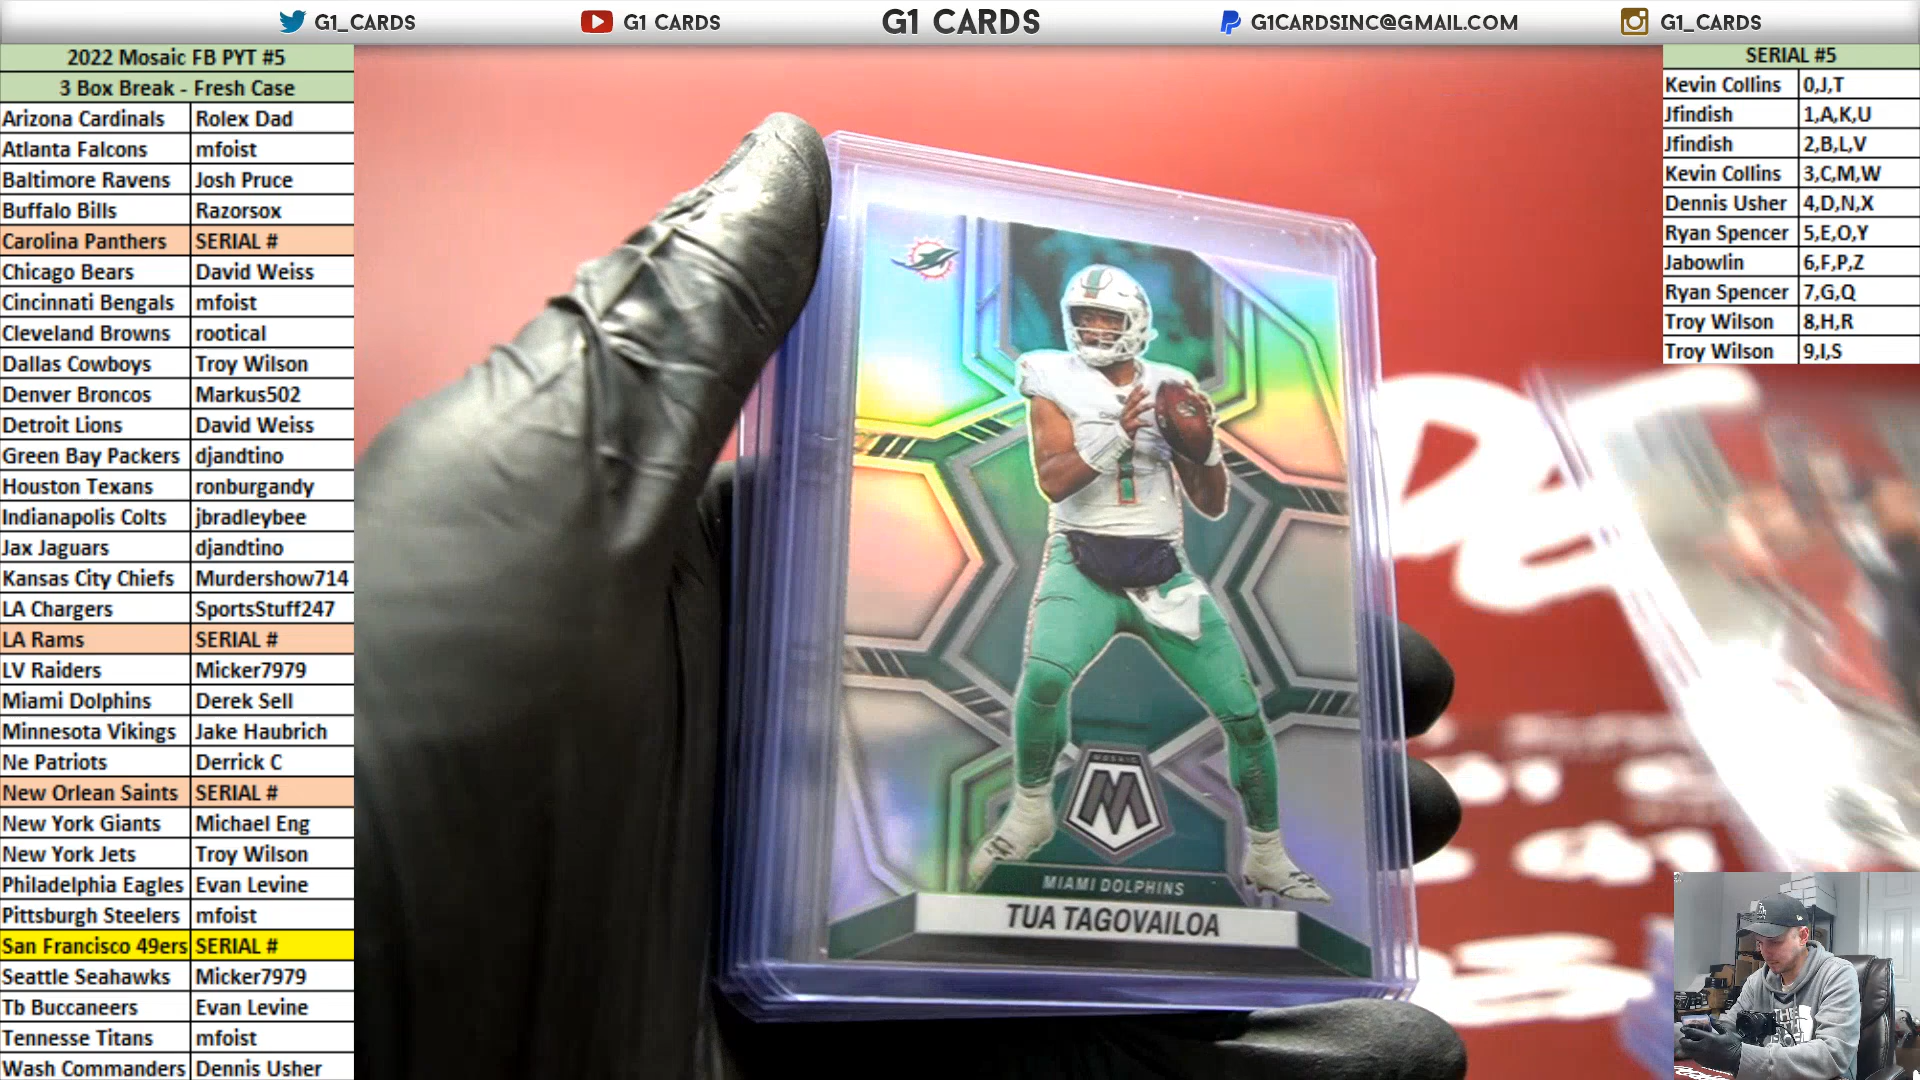 G1_CARDS
G1 CARDS
G1 CARDS
G1CARDSINC@GMAIL.COM
G1_CARDS
2022 Mosaic FB PYT #5
3 Box Break - Fresh Case
Arizona Cardinals Rolex Dad
Atlanta Falcons mfoist
Baltimore Ravens Josh Pruce
Buffalo Bills Razorsox
Carolina Panthers SERIAL #
Chicago Bears David Weiss
Cincinnati Bengals mfoist
Cleveland Browns rootical
Dallas Cowboys Troy Wilson
Denver Broncos Markus502
Detroit Lions David Weiss
Green Bay Packers djandtino
Houston Texans ronburgandy
Indianapolis Colts jbradleybee
Jax Jaguars djandtino
Kansas City Chiefs Murdershow714
LA Chargers SportsStuff247
LA Rams SERIAL #
LV Raiders Micker7979
Miami Dolphins Derek Sell
Minnesota Vikings Jake Haubrich
Ne Patriots Derrick C
New Orlean Saints SERIAL #
New York Giants Michael Eng
New York Jets Troy Wilson
Philadelphia Eagles Evan Levine
Pittsburgh Steelers mfoist
San Francisco 49ers SERIAL #
Seattle Seahawks Micker7979
Tb Buccaneers Evan Levine
Tennesse Titans mfoist
Wash Commanders Dennis Usher
SERIAL #5
Kevin Collins 0,J,T
Jfindish 1,A,K,U
Jfindish 2,B,L,V
Kevin Collins 3,C,M,W
Dennis Usher 4,D,N,X
Ryan Spencer 5,E,O,Y
Jabowlin 6,F,P,Z
Ryan Spencer 7,G,Q
Troy Wilson 8,H,R
Troy Wilson 9,I,S
1
MOSAIC
M
MIAMI DOLPHINS
TUA TAGOVAILOA